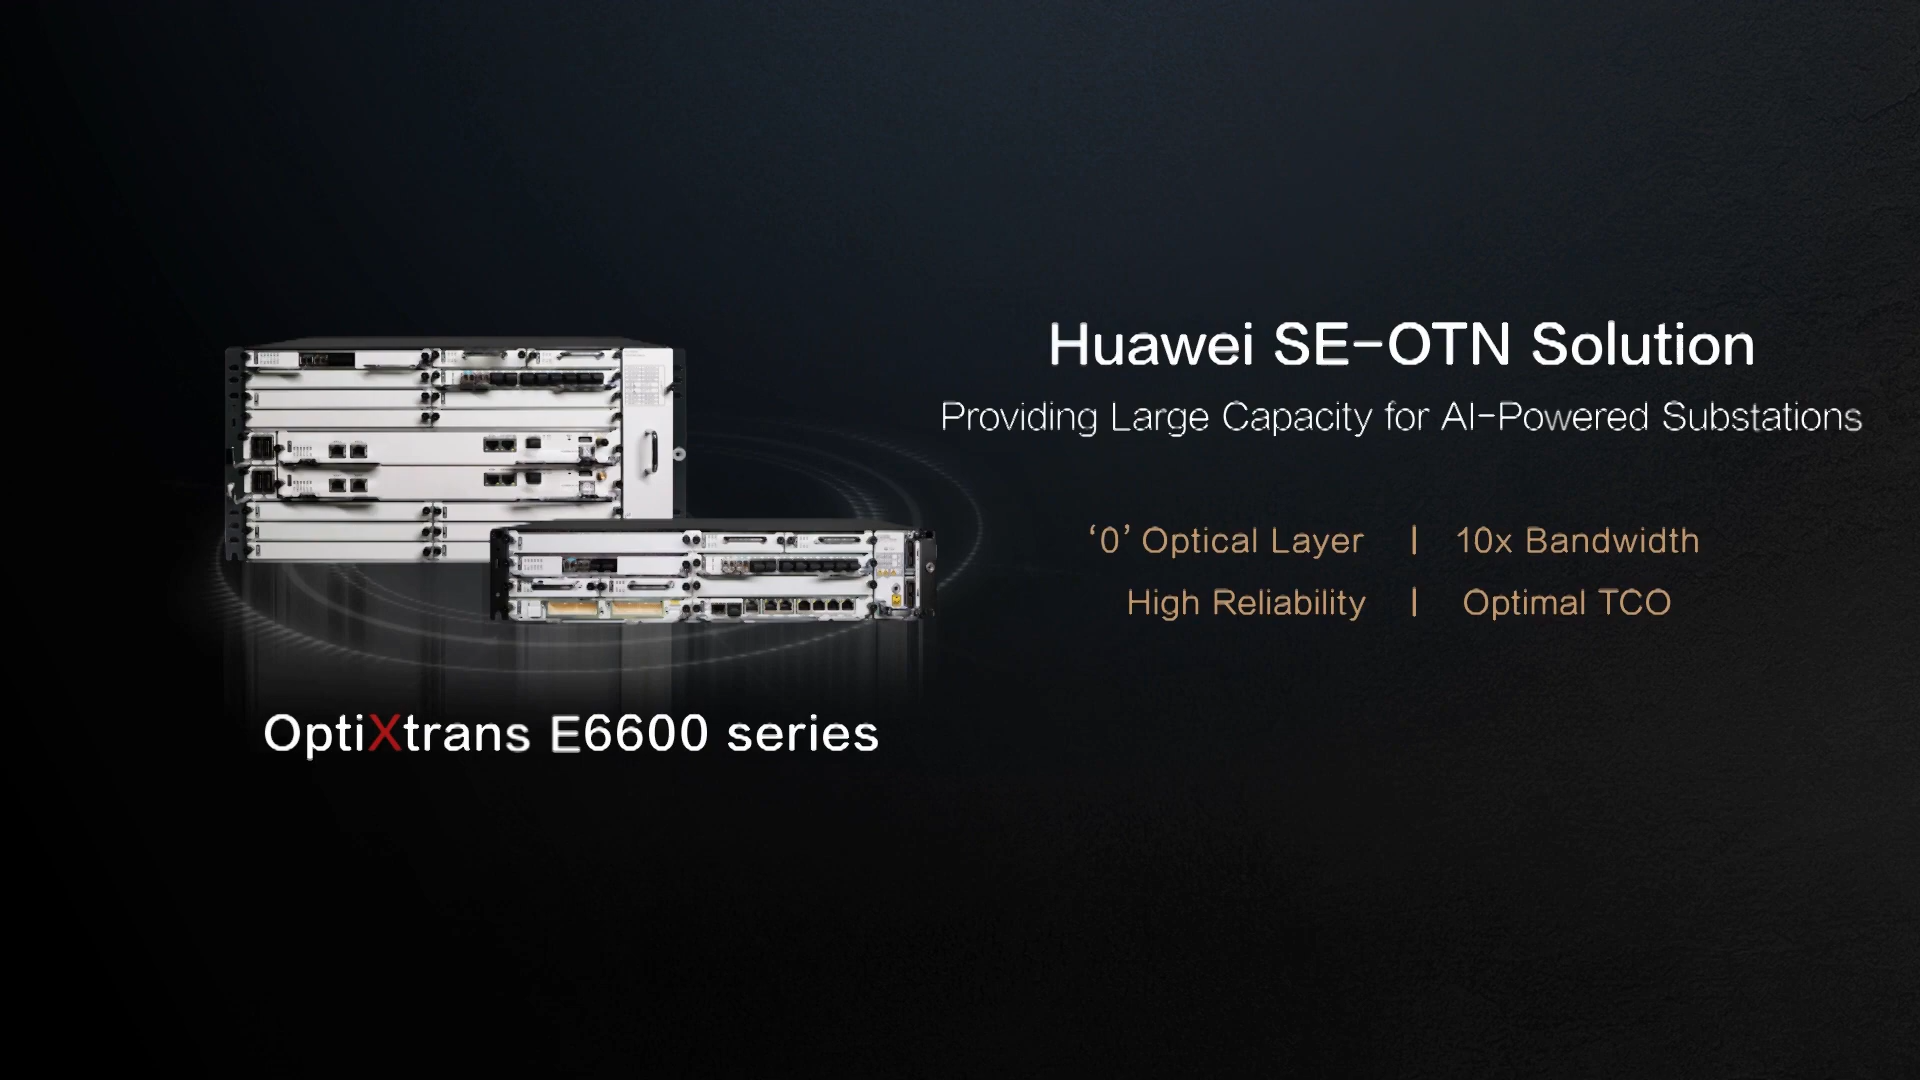 Huawei SE-OTN Solution
Providing Large Capacity for AI-Powered Substations
‘0’ Optical Layer | 10x Bandwidth
High Reliability | Optimal TCO
OptiXtrans E6600 series